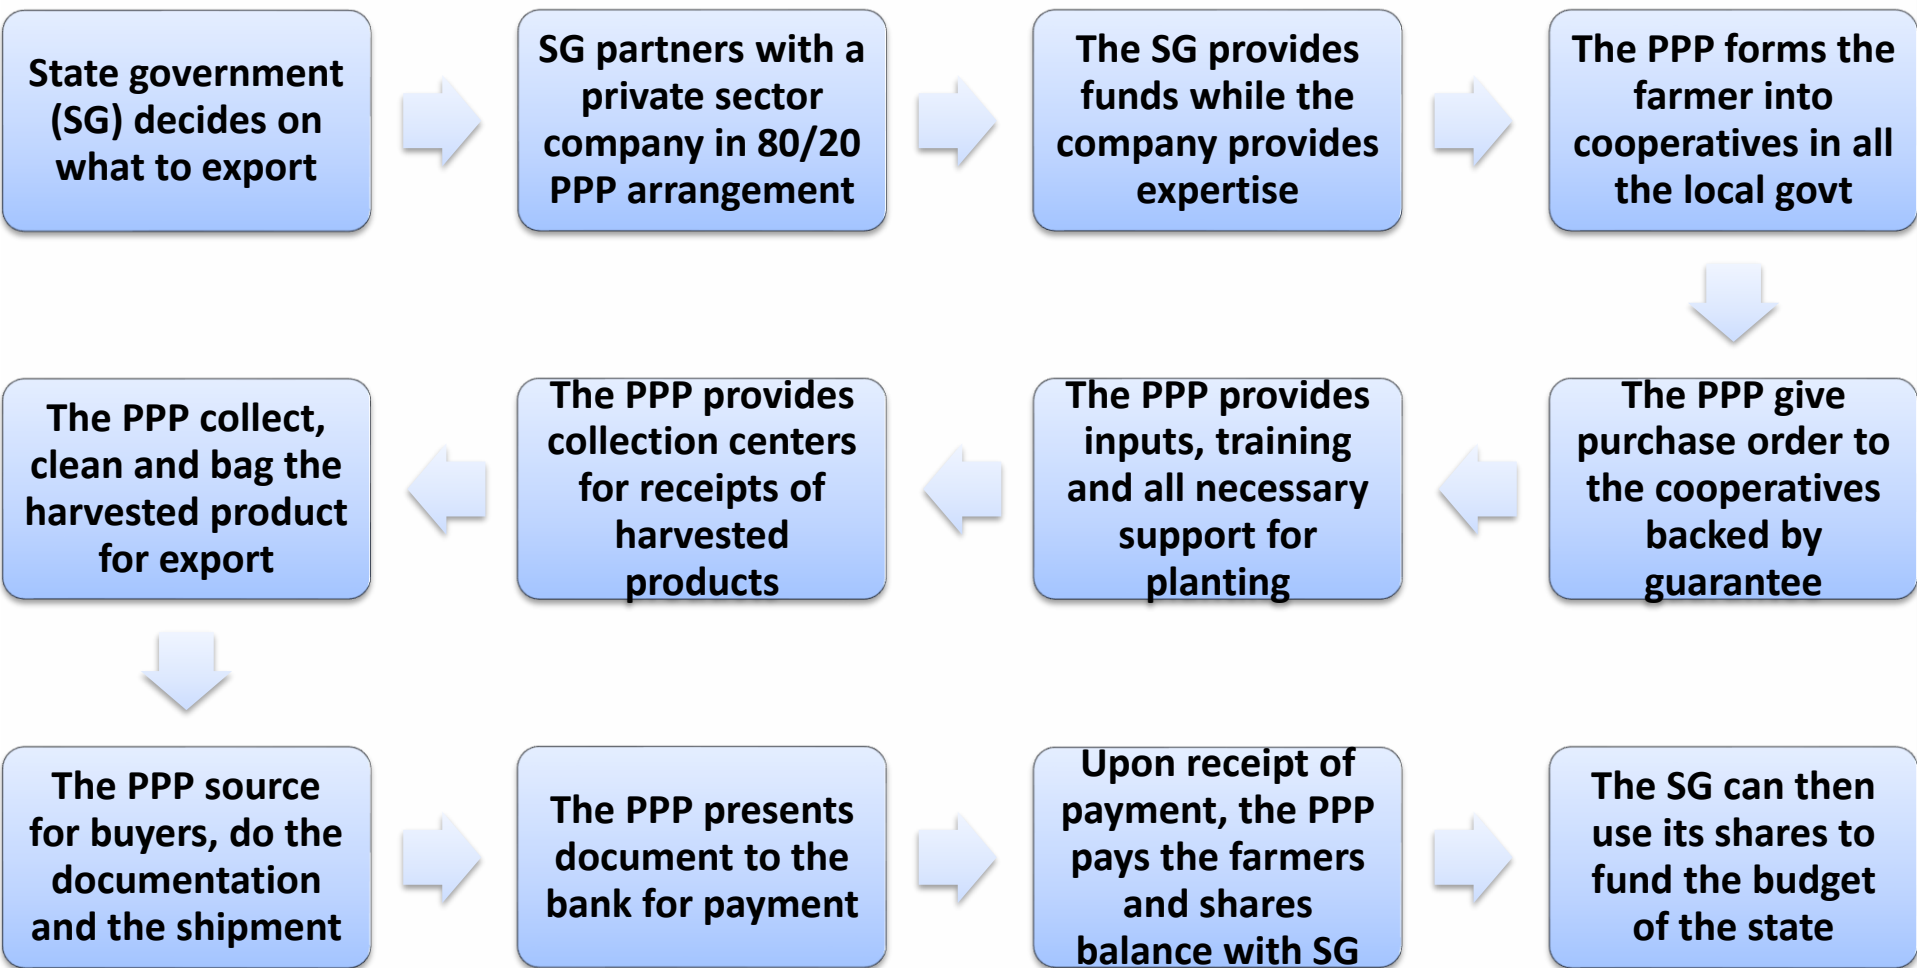 State government
(SG) decides on
what to export
SG partners with a
private sector
company in 80/20
PPP arrangement
The SG provides
funds while the
company provides
expertise
The PPP forms the
farmer into
cooperatives in all
the local govt
The PPP give
purchase order to
the cooperatives
backed by
guarantee
The PPP provides
inputs, training
and all necessary
support for
planting
The PPP provides
collection centers
for receipts of
harvested
products
The PPP collect,
clean and bag the
harvested product
for export
The PPP source
for buyers, do the
documentation
and the shipment
The PPP presents
document to the
bank for payment
Upon receipt of
payment, the PPP
pays the farmers
and shares
balance with SG
The SG can then
use its shares to
fund the budget
of the state